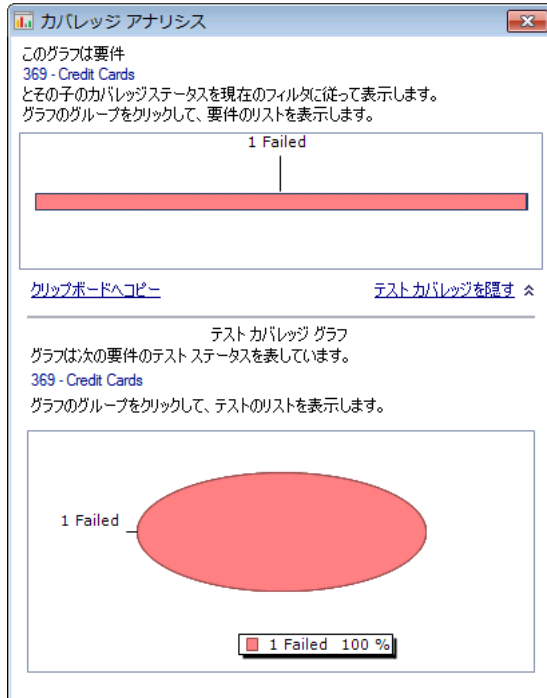 カバレッジ アナリシス
このグラフは要件
369 - Credit Cards
とその子のカバレッジステータスを現在のフィルタに従って表示します。
グラフのグループをクリックして、要件のリストを表示します。
1 Failed
クリップボードへコピー テスト カバレッジを隠す
テスト カバレッジ グラフ
グラフは次の要件のテスト ステータスを表しています。
369 - Credit Cards
グラフのグループをクリックして、テストのリストを表示します。
1 Failed
1 Failed 100 %